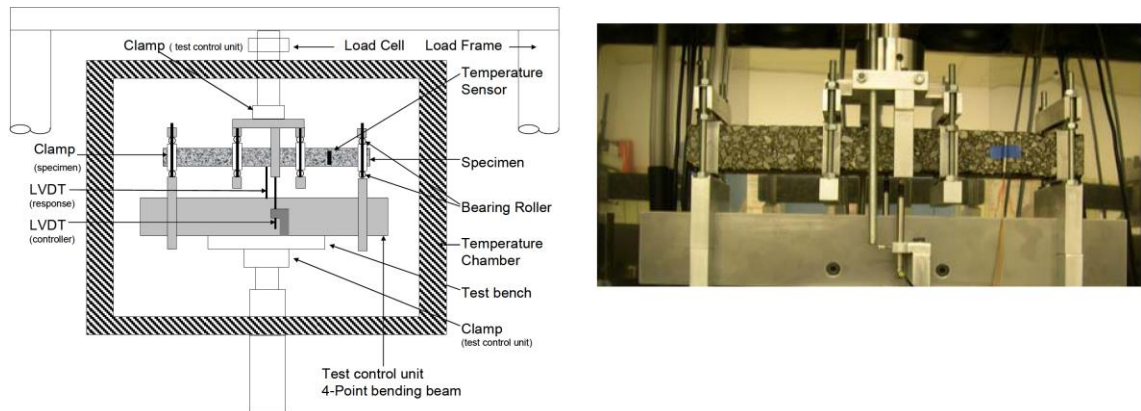 Clamp ( test control unit)
Load Cell
Load Frame
Temperature
Sensor
Clamp
(specimen)
Specimen
LVDT
(response)
Bearing Roller
LVDT
(controller)
Temperature
Chamber
Test bench
Clamp
(test control unit)
Test control unit
4-Point bending beam